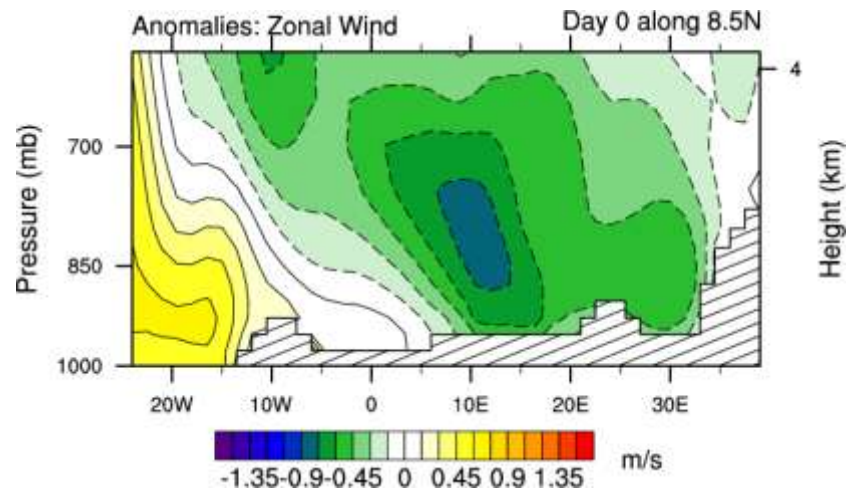 Anomalies: Zonal Wind
Day 0 along 8.5N
Pressure (mb)
700
850
1000
4
Height (km)
20W 10W 0 10E 20E 30E
-1.35 -0.9 -0.45 0 0.45 0.9 1.35
m/s